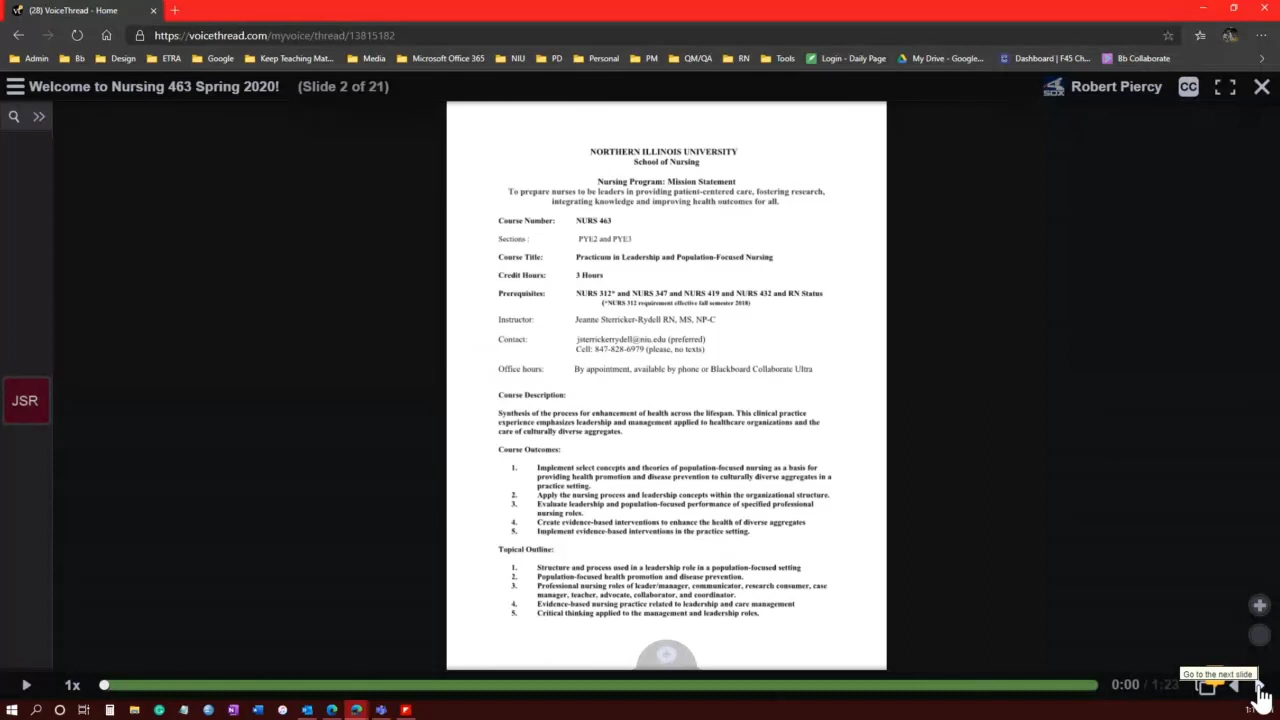 (28) VoiceThread - Home
https://voicethread.com/myvoice/thread/13815182
Admin Bb Design ETRA Google Keep Teaching Mat... Media Microsoft Office 365 NIU PD Personal PM QM/QA RN Tools Login - Daily Page My Drive - Google... Dashboard | F45 Ch... Bb Collaborate
Welcome to Nursing 463 Spring 2020! (Slide 2 of 21) Robert Piercy CC
NORTHERN ILLINOIS UNIVERSITY
School of Nursing
Nursing Program: Mission Statement
To prepare nurses to be leaders in providing patient-centered care, fostering research,
integrating knowledge and improving health outcomes for all.
Course Number: NURS 463
Sections : PYE2 and PYE3
Course Title: Practicum in Leadership and Population-Focused Nursing
Credit Hours: 3 Hours
Prerequisites: NURS 312* and NURS 347 and NURS 419 and NURS 432 and RN Status
(*NURS 312 requirement effective fall semester 2018)
Instructor: Jeanne Sterricker-Rydell RN, MS, NP-C
Contact: jsterrickerrydell@niu.edu (preferred)
Cell: 847-828-6979 (please, no texts)
Office hours: By appointment, available by phone or Blackboard Collaborate Ultra
Course Description:
Synthesis of the process for enhancement of health across the lifespan. This clinical practice
experience emphasizes leadership and management applied to healthcare organizations and the
care of culturally diverse aggregates.
Course Outcomes:
1. Implement select concepts and theories of population-focused nursing as a basis for
providing health promotion and disease prevention to culturally diverse aggregates in a
practice setting.
2. Apply the nursing process and leadership concepts within the organizational structure.
3. Evaluate leadership and population-focused performance of specified professional
nursing roles.
4. Create evidence-based interventions to enhance the health of diverse aggregates
5. Implement evidence-based interventions in the practice setting.
JSR
Topical Outline:
1. Structure and process used in a leadership role in a population-focused setting
2. Population-focused health promotion and disease prevention.
3. Professional nursing roles of leader/manager, communicator, research consumer, case
manager, teacher, advocate, collaborator, and coordinator.
4. Evidence-based nursing practice related to leadership and care management
5. Critical thinking applied to the management and leadership roles.
Go to the next slide
1x 0:00 / 1:23